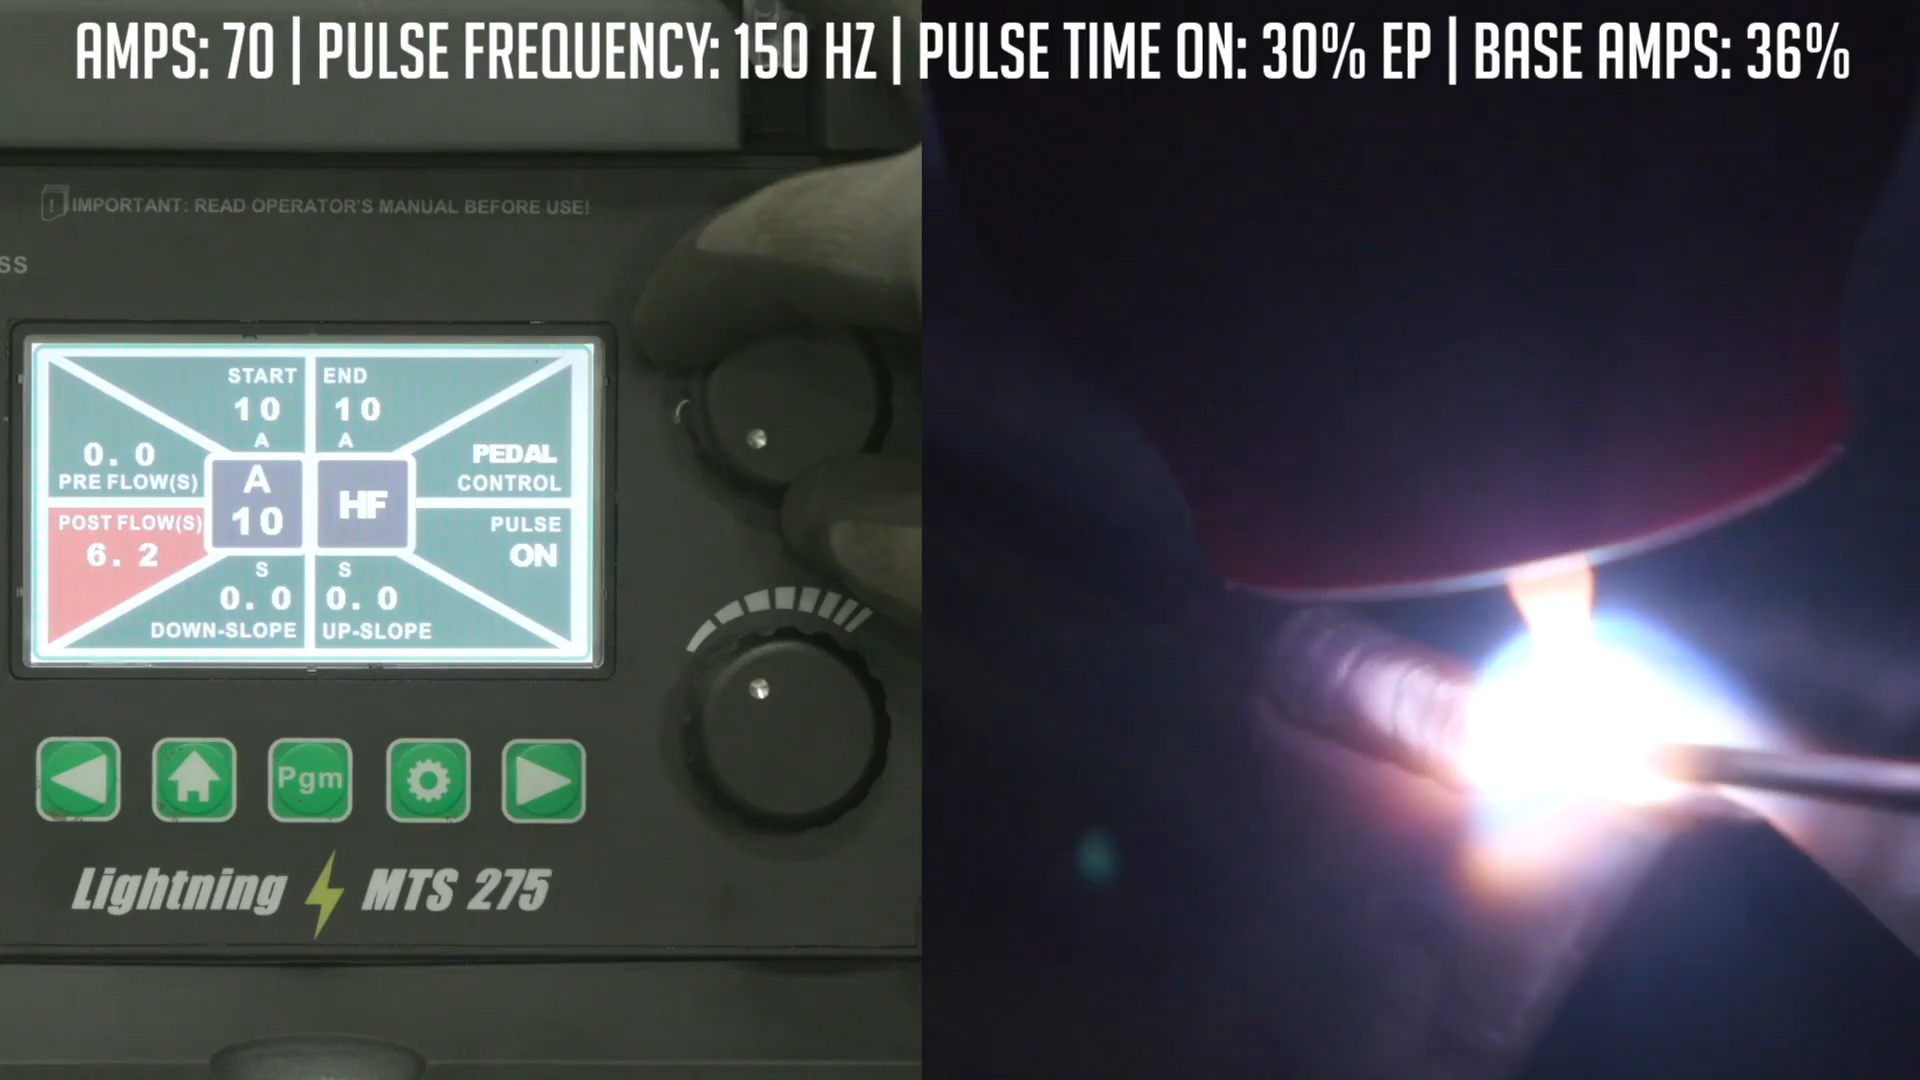 AMPS: 70 | PULSE FREQUENCY: 150 HZ | PULSE TIME ON: 30% EP | BASE AMPS: 36%
! IMPORTANT: READ OPERATOR'S MANUAL BEFORE USE!
SS
START
10
A
END
10
A
0.0
PRE FLOW(S)
A
10
HF
PEDAL
CONTROL
POST FLOW(S)
6.2
PULSE
ON
S
0.0
DOWN-SLOPE
S
0.0
UP-SLOPE
Pgm
Lightning MTS 275